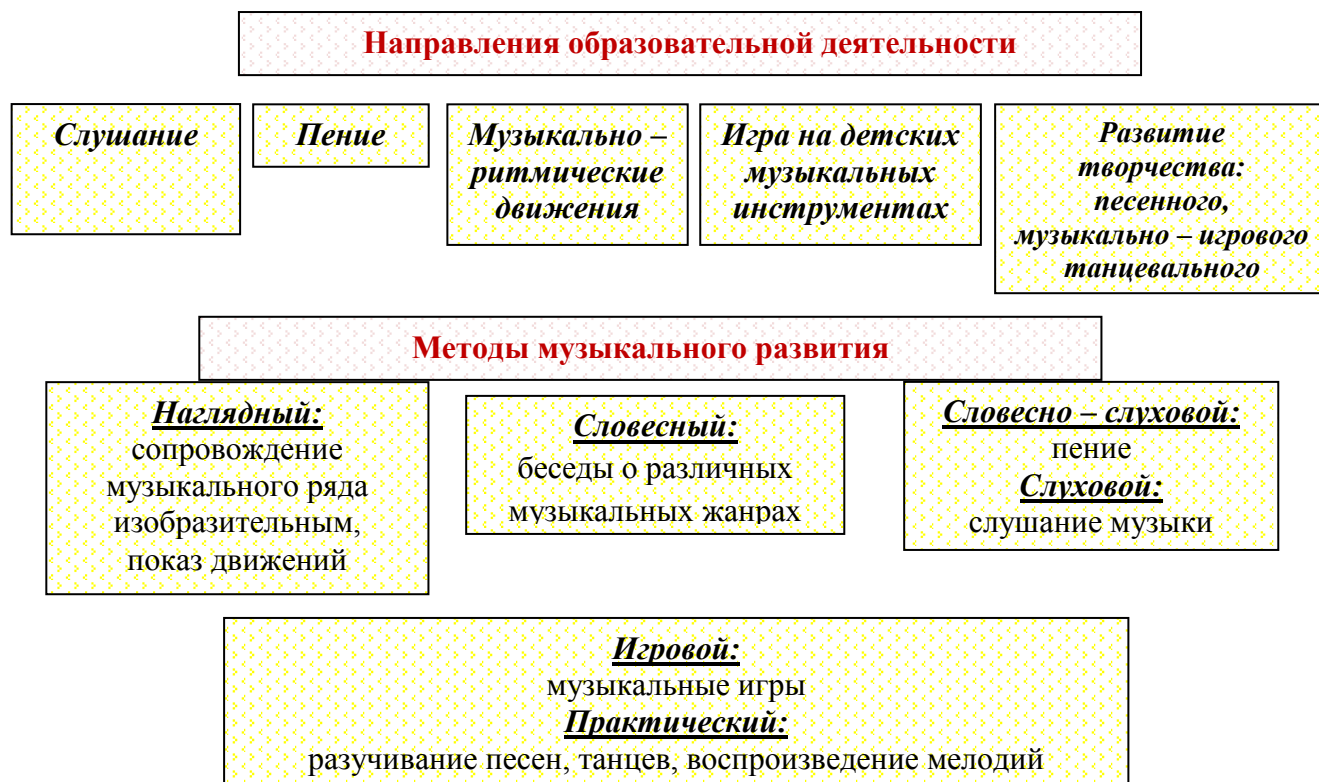 Направления образовательной деятельности
Слушание
Пение
Музыкально –
ритмические
движения
Игра на детских
музыкальных
инструментах
Развитие
творчества:
песенного,
музыкально – игрового
танцевального
Методы музыкального развития
Наглядный:
сопровождение
музыкального ряда
изобразительным,
показ движений
Словесный:
беседы о различных
музыкальных жанрах
Словесно – слуховой:
пение
Слуховой:
слушание музыки
Игровой:
музыкальные игры
Практический:
разучивание песен, танцев, воспроизведение мелодий